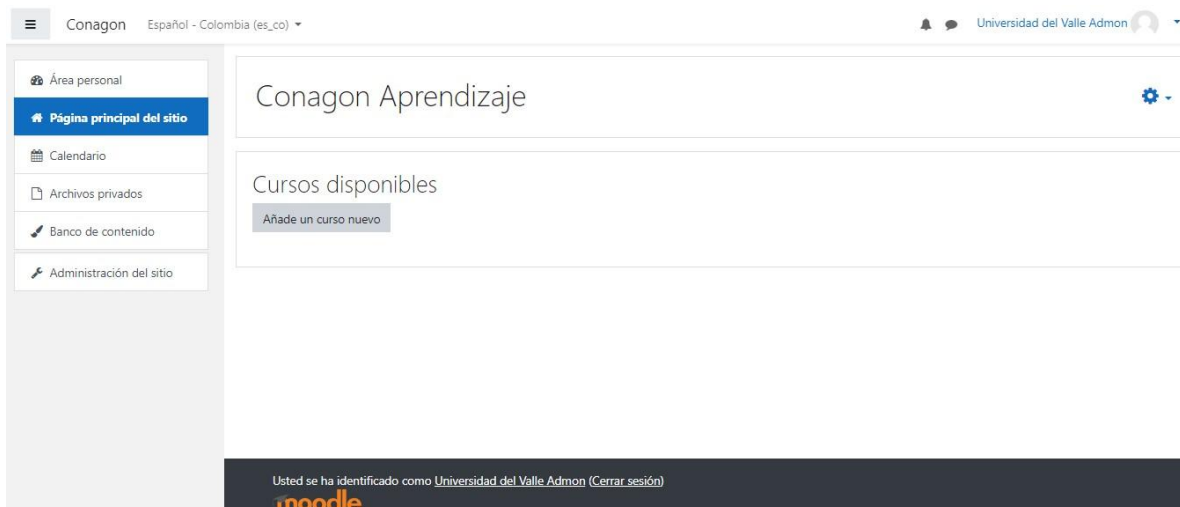 Conagon Español - Colombia (es_co) Universidad del Valle Admon
Área personal
Página principal del sitio
Calendario
Archivos privados
Banco de contenido
Administración del sitio
Conagon Aprendizaje
Cursos disponibles
Añade un curso nuevo
Usted se ha identificado como Universidad del Valle Admon (Cerrar sesión)
moodle